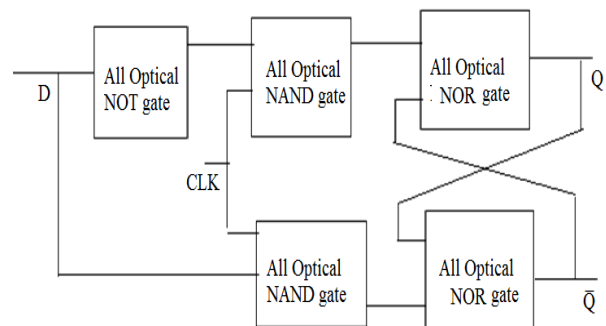 D
All Optical
NOT gate
All Optical
NAND gate
All Optical
NOR gate
Q
CLK
All Optical
NAND gate
All Optical
NOR gate
Q̅